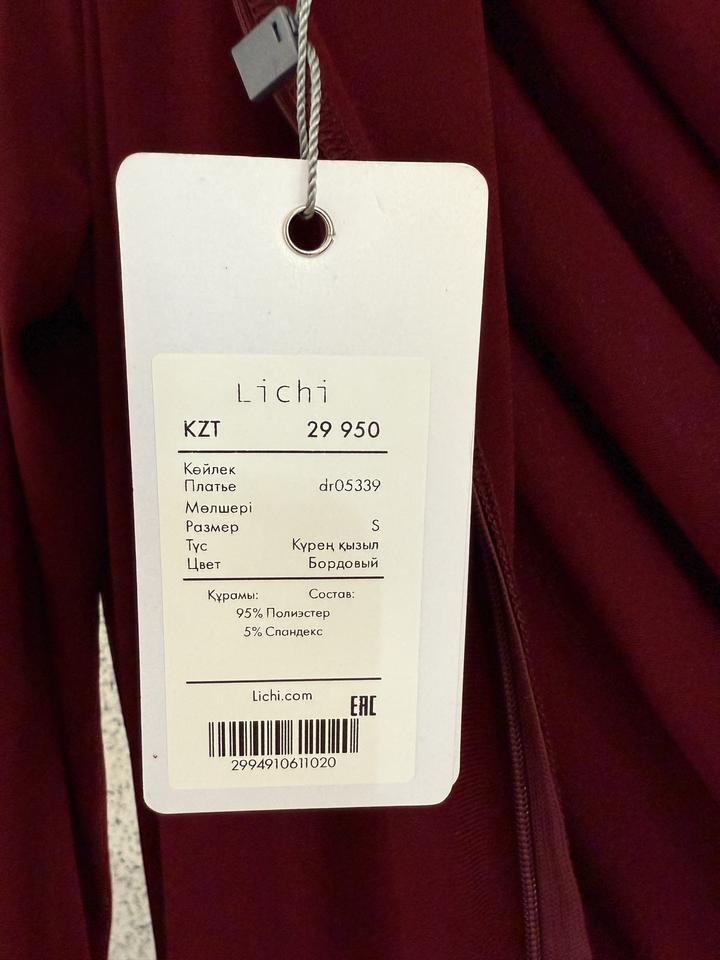 Lichi
KZT 29 950
Көйлек
Платье dr05339
Мөлшері
Размер S
Түс Күрең қызыл
Цвет Бордовый
Құрамы: Состав:
95% Полиэстер
5% Спандекс
Lichi.com
EAC
2994910611020